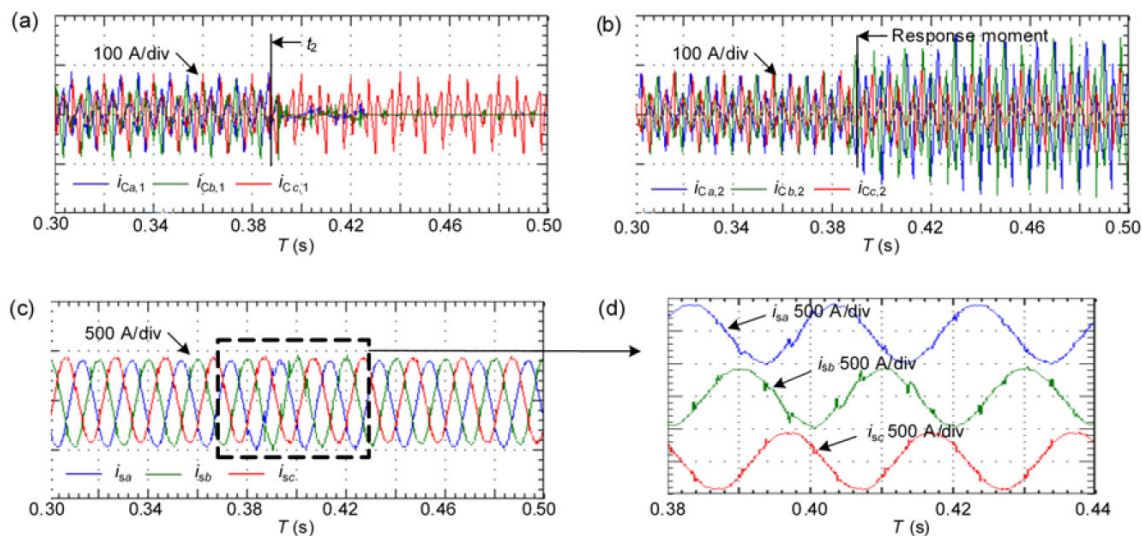 (a)
100 A/div
t₂
iCa,1 iCb,1 iCc,1
0.30 0.34 0.38 0.42 0.46 0.50
T (s)
(b)
100 A/div
Response moment
iCa,2 iCb,2 iCc,2
0.30 0.34 0.38 0.42 0.46 0.50
T (s)
(c)
500 A/div
isa isb isc
0.30 0.34 0.38 0.42 0.46 0.50
T (s)
(d)
isa 500 A/div
isb 500 A/div
isc 500 A/div
0.38 0.40 0.42 0.44
T (s)